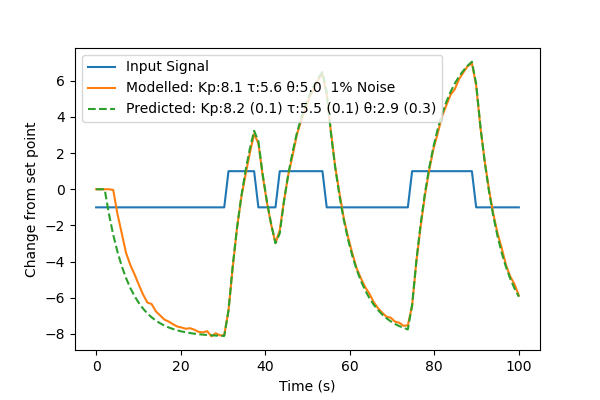 Input Signal
Modelled: Kp:8.1 τ:5.6 θ:5.0  1% Noise
Predicted: Kp:8.2 (0.1) τ:5.5 (0.1) θ:2.9 (0.3)
Change from set point
6
4
2
0
−2
−4
−6
−8
0 20 40 60 80 100
Time (s)